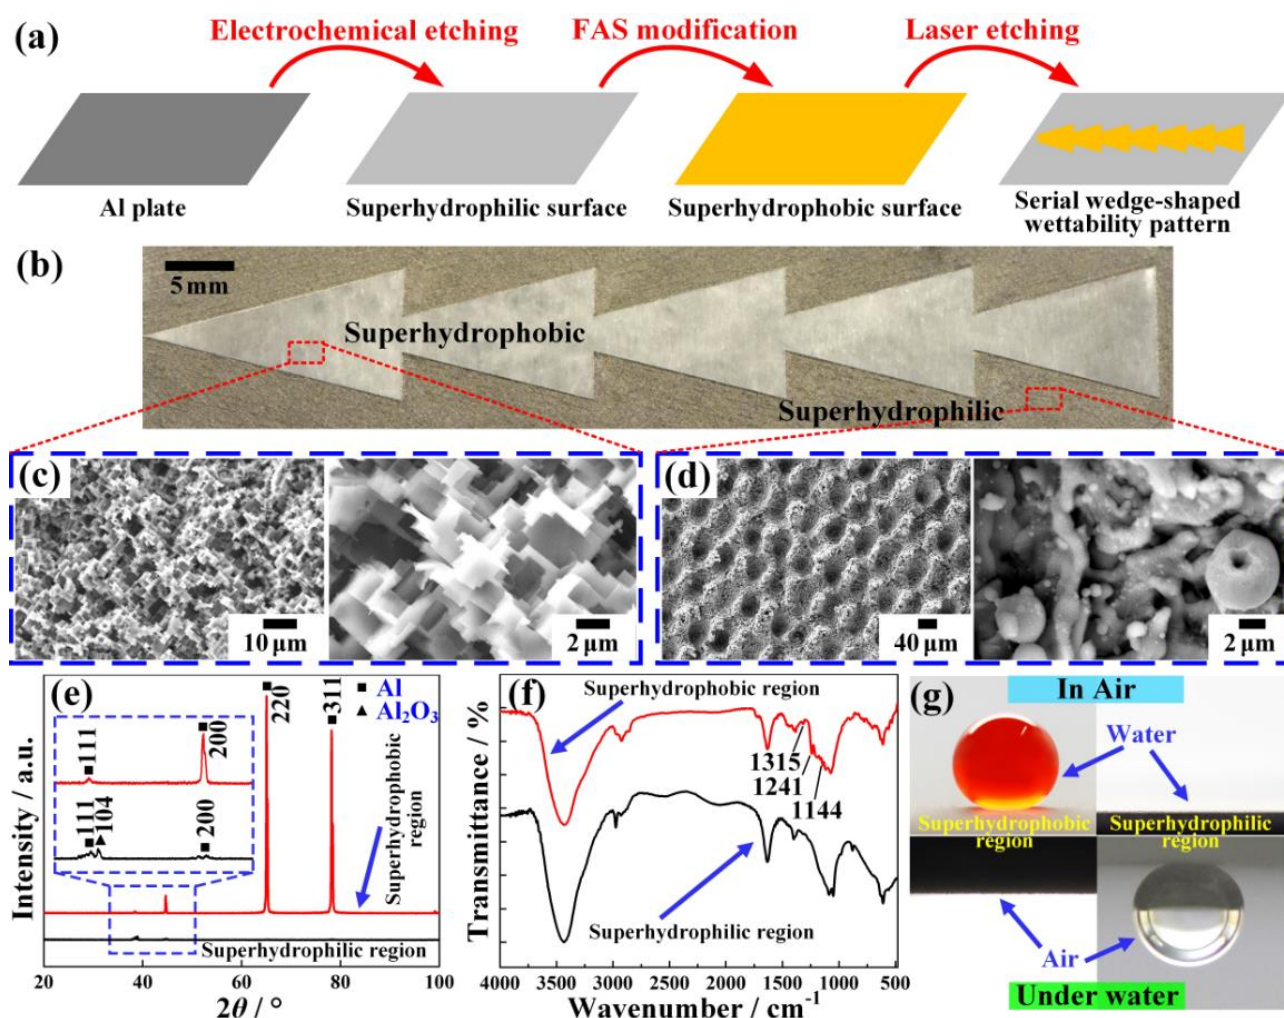 (a)
Electrochemical etching
FAS modification
Laser etching
Al plate
Superhydrophilic surface
Superhydrophobic surface
Serial wedge-shaped
wettability pattern
(b)
5 mm
Superhydrophobic
Superhydrophilic
(c)
10 μm
2 μm
(d)
40 μm
2 μm
(e)
■ Al
▲ Al₂O₃
111
200
111
104
200
220
311
Superhydrophobic
region
Superhydrophilic region
Intensity / a.u.
20
40
60
80
100
2θ / °
(f)
Superhydrophobic region
1315
1241
1144
Superhydrophilic region
Transmittance / %
4000
3500
3000
2500
2000
1500
1000
500
Wavenumber / cm⁻¹
(g)
In Air
Water
Superhydrophobic
region
Superhydrophilic
region
Air
Under water